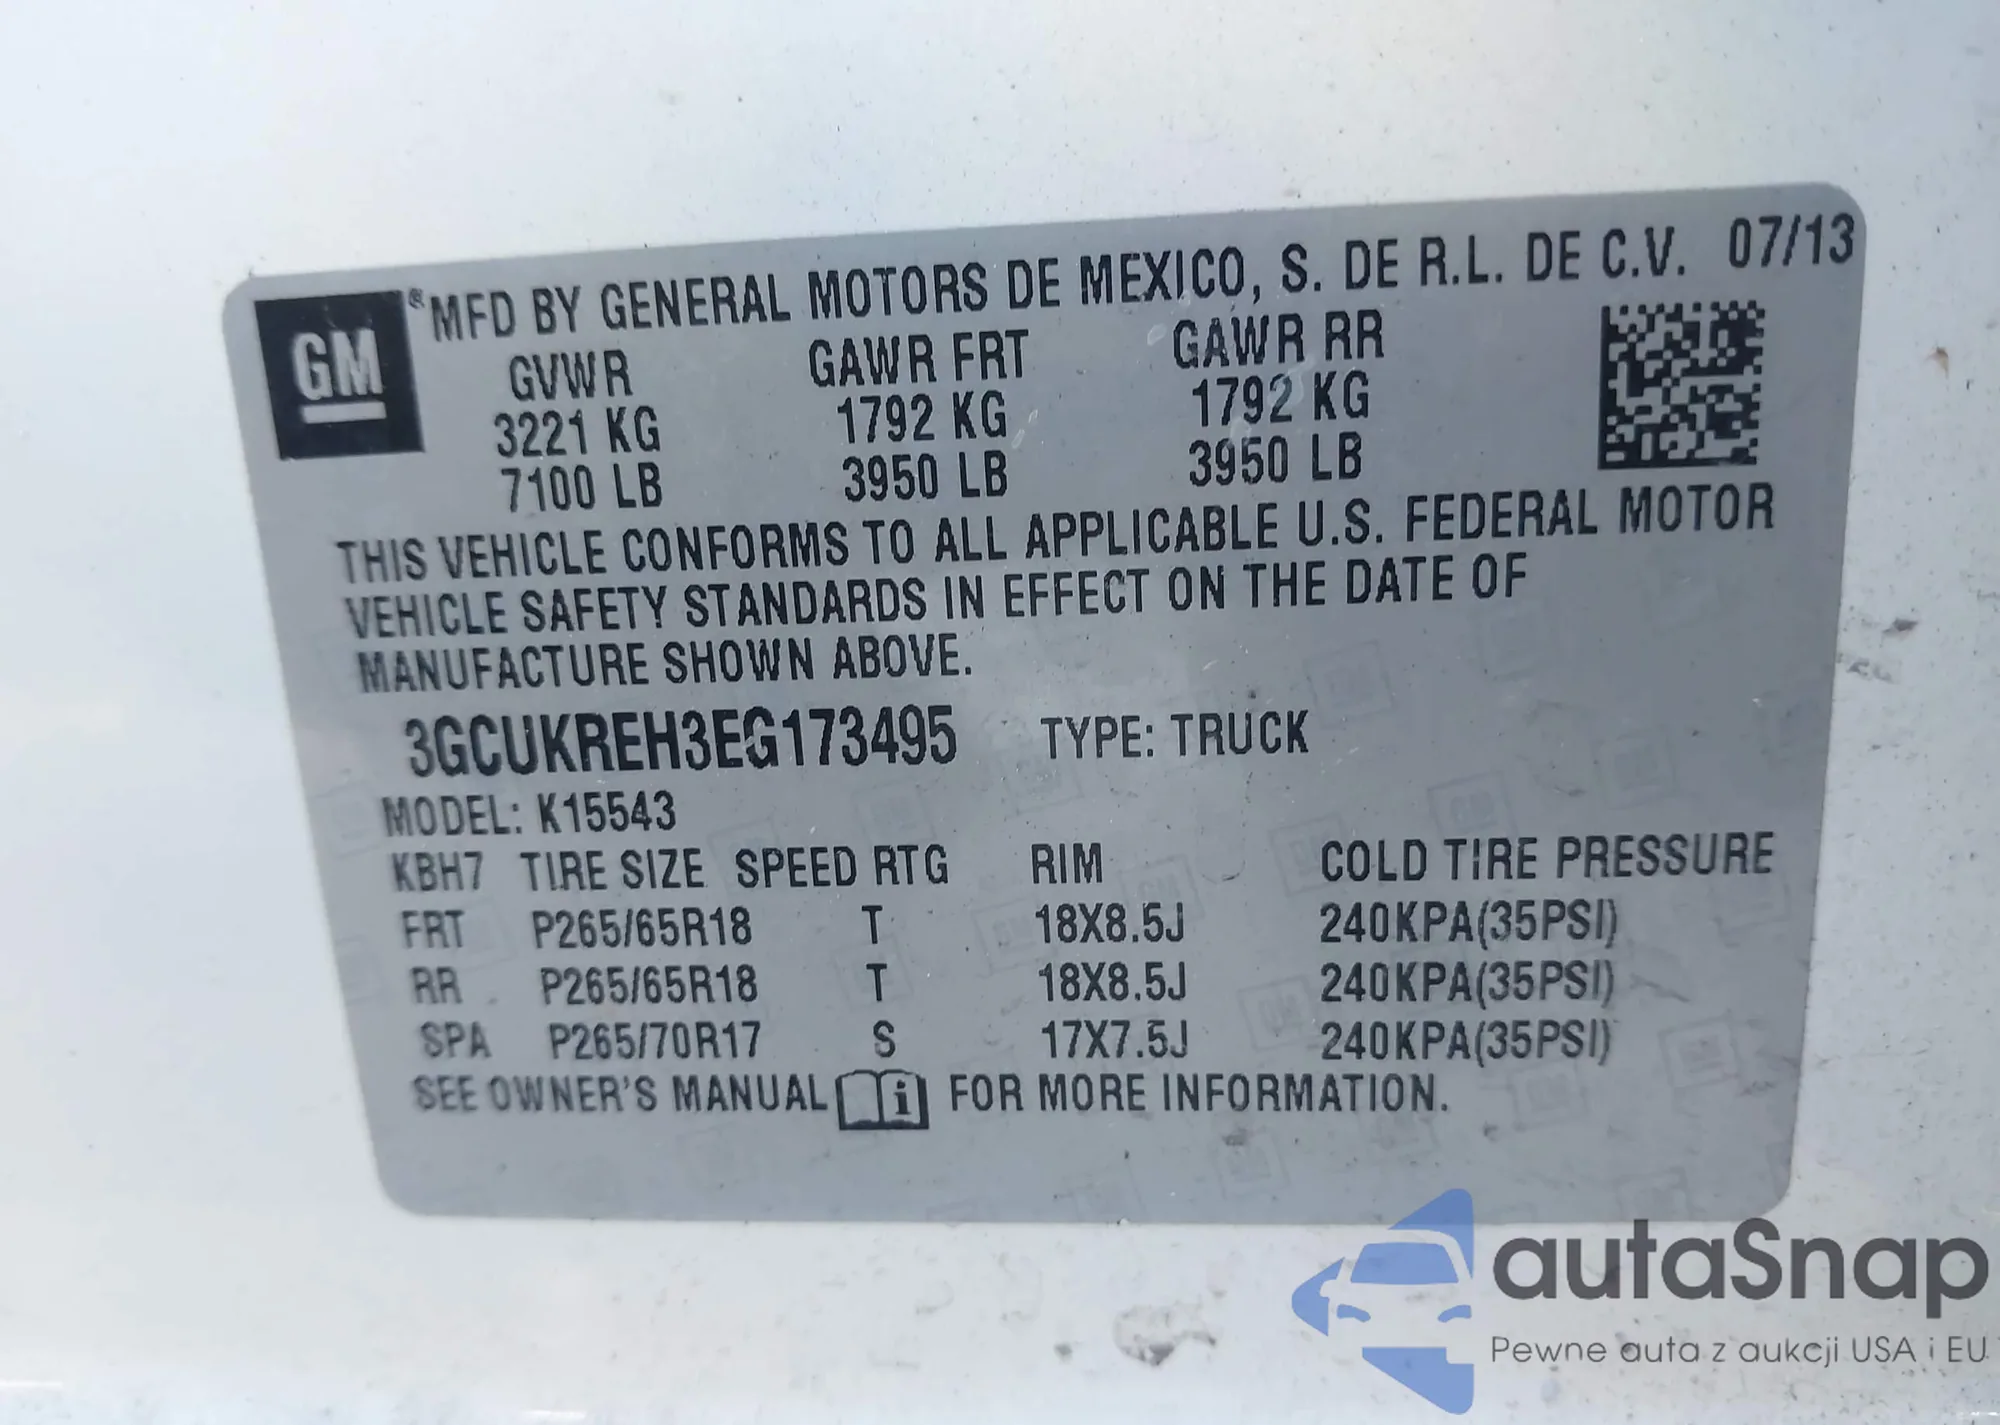 GM ® MFD BY GENERAL MOTORS DE MEXICO, S. DE R.L. DE C.V. 07/13
GVWR GAWR FRT GAWR RR
3221 KG 1792 KG 1792 KG
7100 LB 3950 LB 3950 LB
THIS VEHICLE CONFORMS TO ALL APPLICABLE U.S. FEDERAL MOTOR
VEHICLE SAFETY STANDARDS IN EFFECT ON THE DATE OF
MANUFACTURE SHOWN ABOVE.
3GCUKREH3EG173495 TYPE: TRUCK
MODEL: K15543
KBH7 TIRE SIZE SPEED RTG RIM COLD TIRE PRESSURE
FRT P265/65R18 T 18X8.5J 240KPA(35PSI)
RR P265/65R18 T 18X8.5J 240KPA(35PSI)
SPA P265/70R17 S 17X7.5J 240KPA(35PSI)
SEE OWNER'S MANUAL i FOR MORE INFORMATION.
autaSnap
Pewne auta z aukcji USA i EU